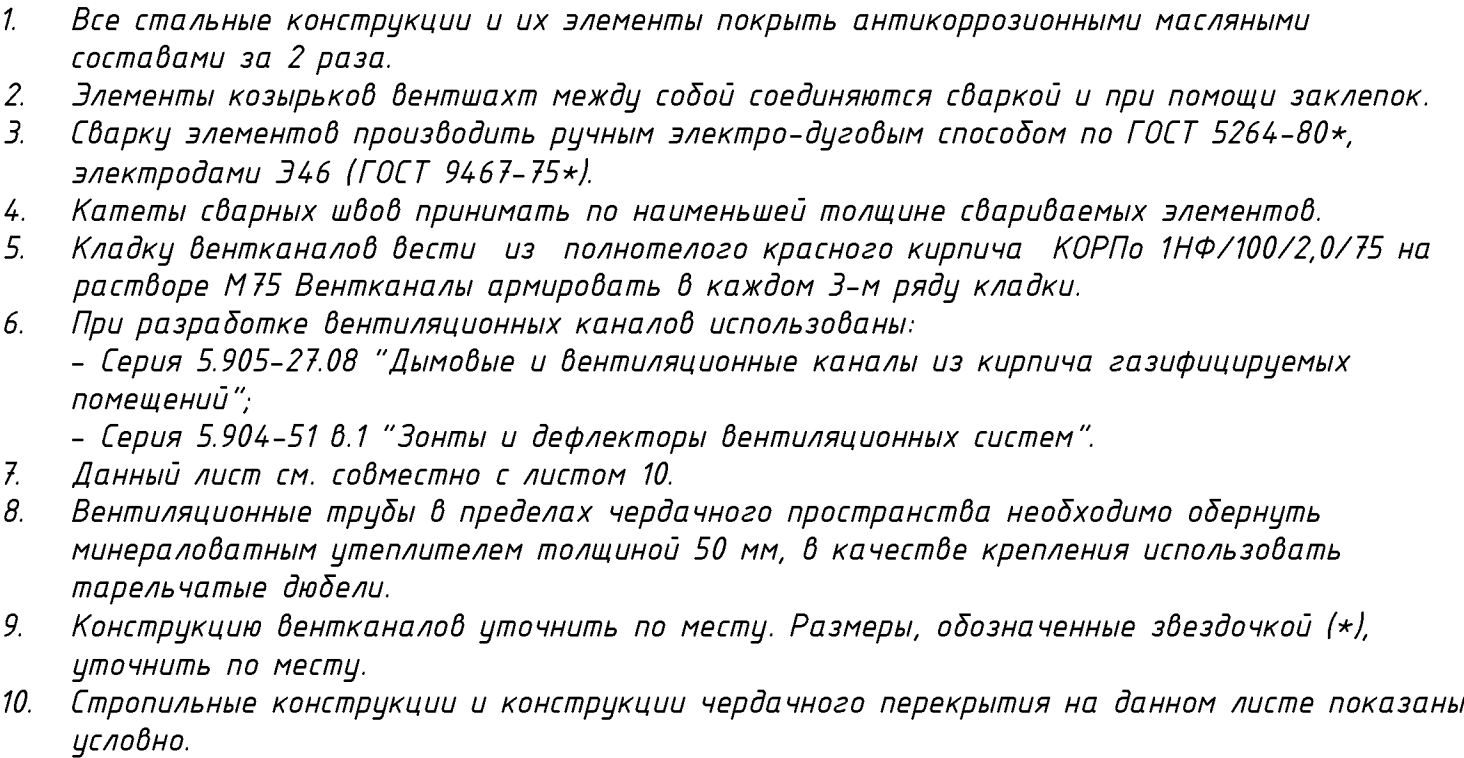 1. Все стальные конструкции и их элементы покрыть антикоррозионными масляными
составами за 2 раза.
2. Элементы козырьков вентшахт между собой соединяются сваркой и при помощи заклепок.
3. Сварку элементов производить ручным электро-дуговым способом по ГОСТ 5264-80*,
электродами Э46 (ГОСТ 9467-75*).
4. Катеты сварных швов принимать по наименьшей толщине свариваемых элементов.
5. Кладку вентканалов вести из полнотелого красного кирпича КОРПо 1НФ/100/2,0/75 на
растворе М75 Вентканалы армировать в каждом 3-м ряду кладки.
6. При разработке вентиляционных каналов использованы:
- Серия 5.905-27.08 "Дымовые и вентиляционные каналы из кирпича газифицируемых
помещений";
- Серия 5.904-51 в.1 "Зонты и дефлекторы вентиляционных систем".
7. Данный лист см. совместно с листом 10.
8. Вентиляционные трубы в пределах чердачного пространства необходимо обернуть
минераловатным утеплителем толщиной 50 мм, в качестве крепления использовать
тарельчатые дюбели.
9. Конструкцию вентканалов уточнить по месту. Размеры, обозначенные звездочкой (*),
уточнить по месту.
10. Стропильные конструкции и конструкции чердачного перекрытия на данном листе показаны
условно.